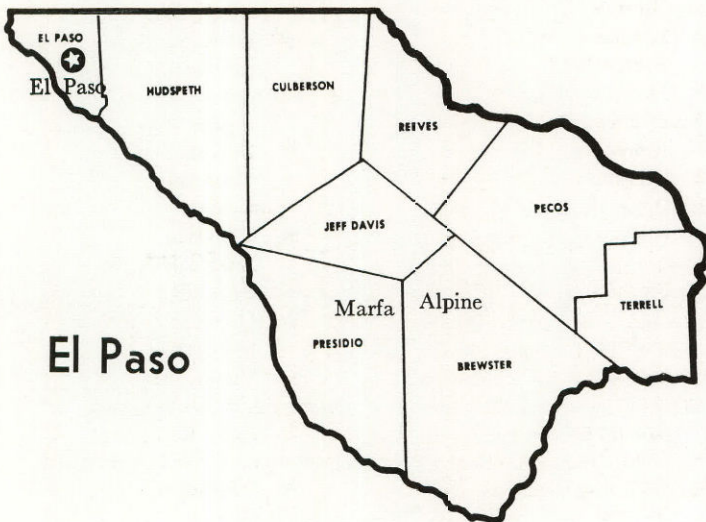 EL PASO
El Paso
HUDSPETH
CULBERSON
REEVES
PECOS
JEFF DAVIS
TERRELL
Marfa
Alpine
PRESIDIO
BREWSTER
El Paso